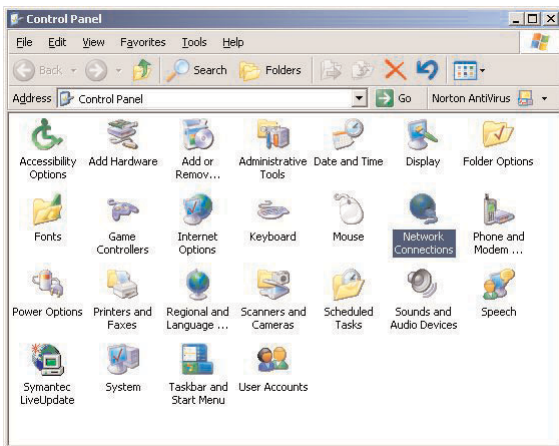 Control Panel
File Edit View Favorites Tools Help
Back Search Folders
Address Control Panel Go Norton AntiVirus
Accessibility Options
Add Hardware
Add or Remov...
Administrative Tools
Date and Time
Display
Folder Options
Fonts
Game Controllers
Internet Options
Keyboard
Mouse
Network Connections
Phone and Modem ...
Power Options
Printers and Faxes
Regional and Language ...
Scanners and Cameras
Scheduled Tasks
Sounds and Audio Devices
Speech
Symantec LiveUpdate
System
Taskbar and Start Menu
User Accounts